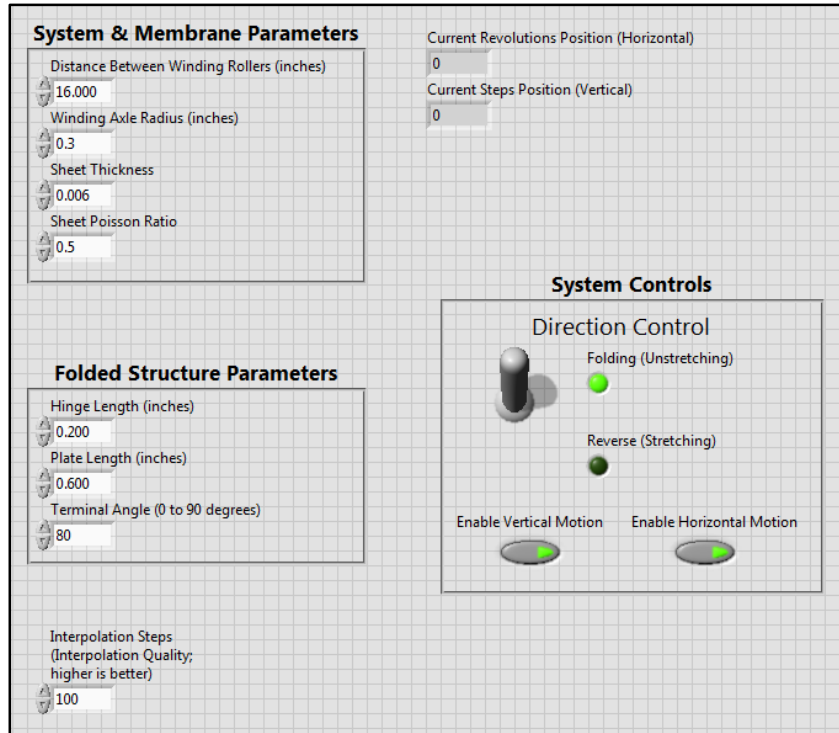 System & Membrane Parameters
Distance Between Winding Rollers (inches)
16.000
Winding Axle Radius (inches)
0.3
Sheet Thickness
0.006
Sheet Poisson Ratio
0.5
Current Revolutions Position (Horizontal)
0
Current Steps Position (Vertical)
0
Folded Structure Parameters
Hinge Length (inches)
0.200
Plate Length (inches)
0.600
Terminal Angle (0 to 90 degrees)
80
System Controls
Direction Control
Folding (Unstretching)
Reverse (Stretching)
Enable Vertical Motion
Enable Horizontal Motion
Interpolation Steps
(Interpolation Quality;
higher is better)
100